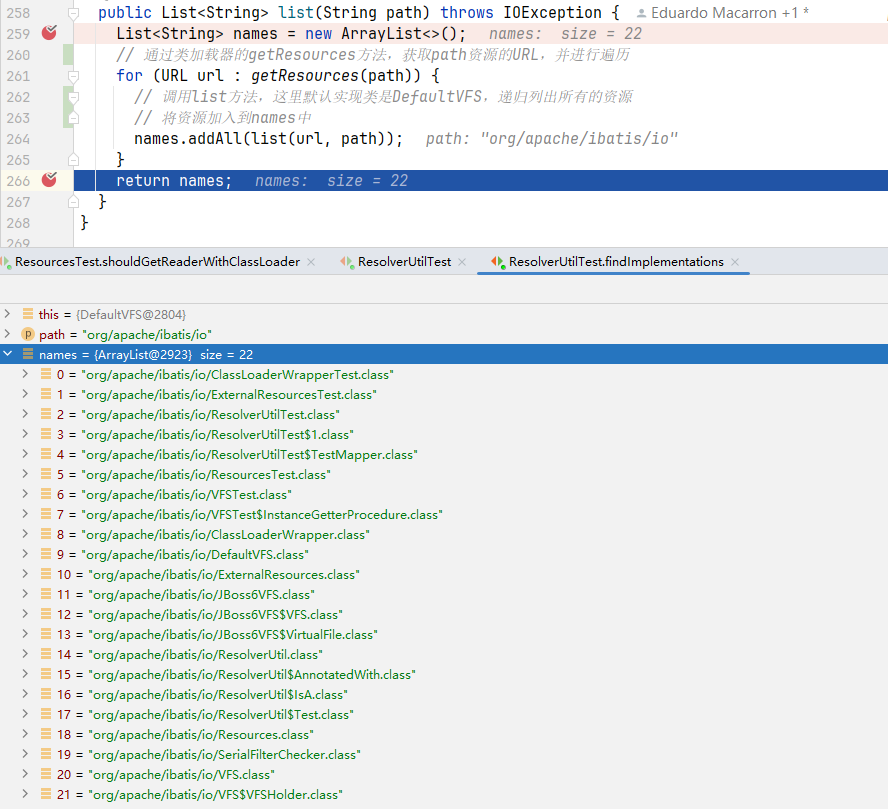 258 public List<String> list(String path) throws IOException { Eduardo Macarron +1 *
259 List<String> names = new ArrayList<>(); names: size = 22
260 // 通过类加载器的getResources方法，获取path资源的URL，并进行遍历
261 for (URL url : getResources(path)) {
262 // 调用list方法，这里默认实现类是DefaultVFS，递归列出所有的资源
263 // 将资源加入到names中
264 names.addAll(list(url, path)); path: "org/apache/ibatis/io"
265 }
266 return names; names: size = 22
267 }
268 }
269
ResourcesTest.shouldGetReaderWithClassLoader × ResolverUtilTest × ResolverUtilTest.findImplementations ×
this = {DefaultVFS@2804}
p path = "org/apache/ibatis/io"
names = {ArrayList@2923} size = 22
0 = "org/apache/ibatis/io/ClassLoaderWrapperTest.class"
1 = "org/apache/ibatis/io/ExternalResourcesTest.class"
2 = "org/apache/ibatis/io/ResolverUtilTest.class"
3 = "org/apache/ibatis/io/ResolverUtilTest$1.class"
4 = "org/apache/ibatis/io/ResolverUtilTest$TestMapper.class"
5 = "org/apache/ibatis/io/ResourcesTest.class"
6 = "org/apache/ibatis/io/VFSTest.class"
7 = "org/apache/ibatis/io/VFSTest$InstanceGetterProcedure.class"
8 = "org/apache/ibatis/io/ClassLoaderWrapper.class"
9 = "org/apache/ibatis/io/DefaultVFS.class"
10 = "org/apache/ibatis/io/ExternalResources.class"
11 = "org/apache/ibatis/io/JBoss6VFS.class"
12 = "org/apache/ibatis/io/JBoss6VFS$VFS.class"
13 = "org/apache/ibatis/io/JBoss6VFS$VirtualFile.class"
14 = "org/apache/ibatis/io/ResolverUtil.class"
15 = "org/apache/ibatis/io/ResolverUtil$AnnotatedWith.class"
16 = "org/apache/ibatis/io/ResolverUtil$IsA.class"
17 = "org/apache/ibatis/io/ResolverUtil$Test.class"
18 = "org/apache/ibatis/io/Resources.class"
19 = "org/apache/ibatis/io/SerialFilterChecker.class"
20 = "org/apache/ibatis/io/VFS.class"
21 = "org/apache/ibatis/io/VFS$VFSHolder.class"